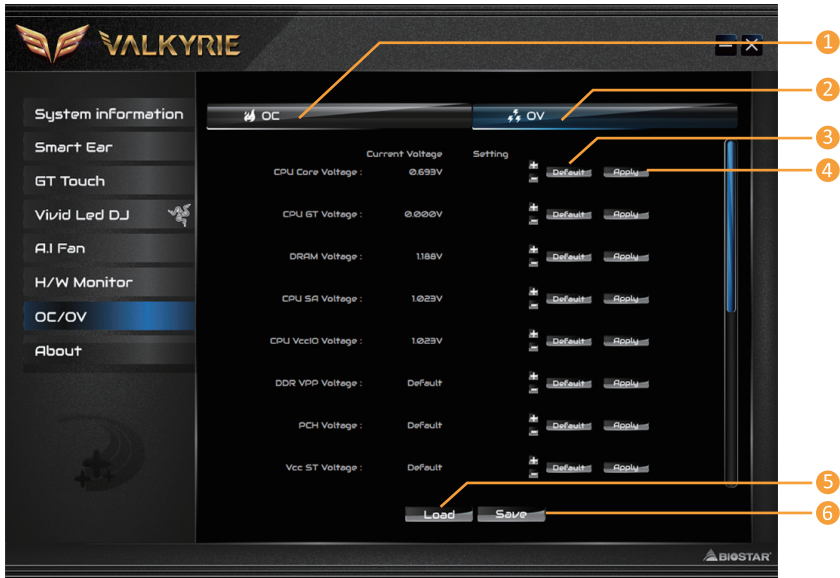 VALKYRIE
1
2
3
4
5
6
System information
Smart Ear
GT Touch
Vivid Led DJ
A.I Fan
H/W Monitor
OC/OV
About
OC
OV
Current Voltage Setting
CPU Core Voltage : 0.693V Default Apply
CPU GT Voltage : 0.000V Default Apply
DRAM Voltage : 1.188V Default Apply
CPU SA Voltage : 1.023V Default Apply
CPU VccIO Voltage : 1.023V Default Apply
DDR VPP Voltage : Default Default Apply
PCH Voltage : Default Default Apply
Vcc ST Voltage : Default Default Apply
Load Save
BIOSTAR